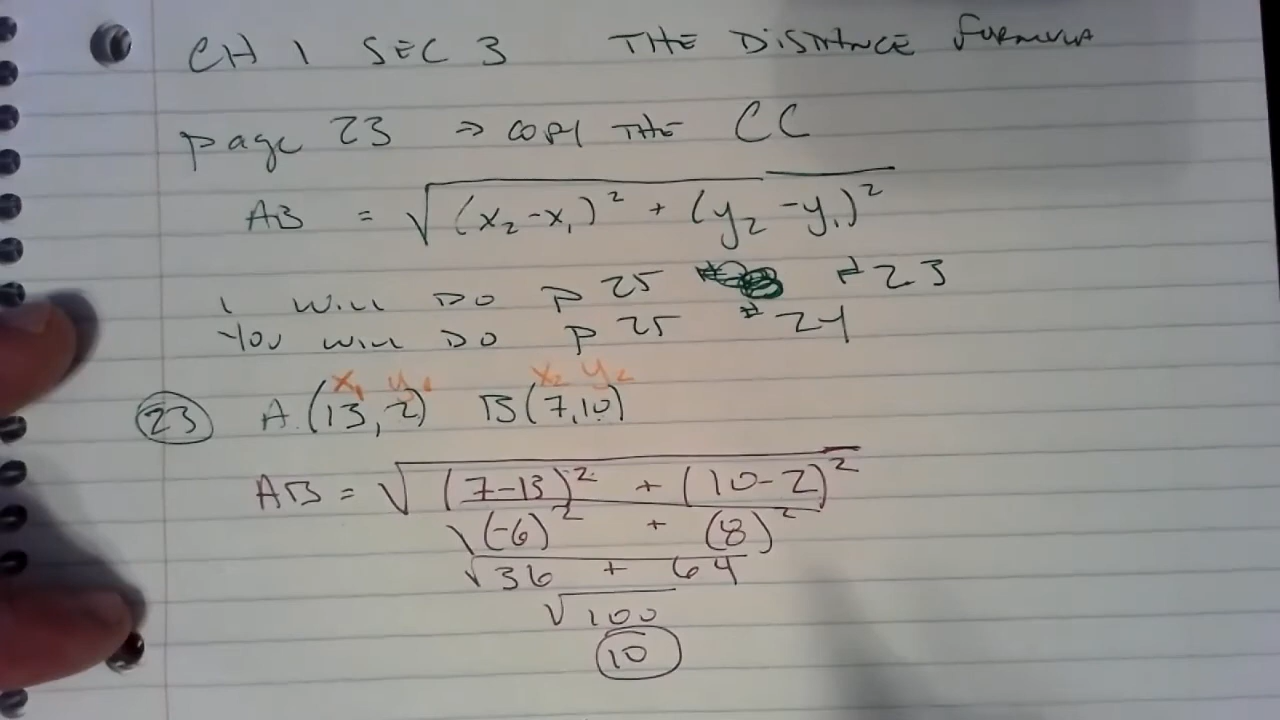 CH 1 SEC 3 THE DISTANCE FORMULA
page 23 ⇒ COPY THE CC
AB = √(x₂-x₁)² + (y₂-y₁)²
I WILL DO P 25 #23
YOU WILL DO P 25 #24
x₁ y₁ x₂ y₂
23 A(13,2) B(7,10)
AB = √(7-13)² + (10-2)²
√(-6)² + (8)²
√36 + 64
√100
10